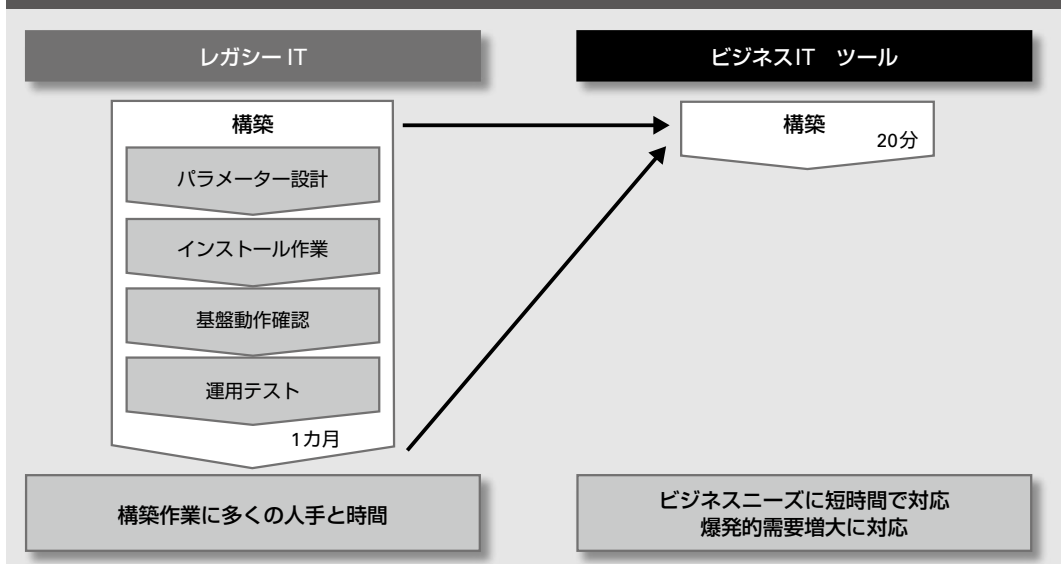 レガシー IT
ビジネスIT　ツール
構築
パラメーター設計
インストール作業
基盤動作確認
運用テスト
1カ月
構築作業に多くの人手と時間
構築
20分
ビジネスニーズに短時間で対応
爆発的需要増大に対応